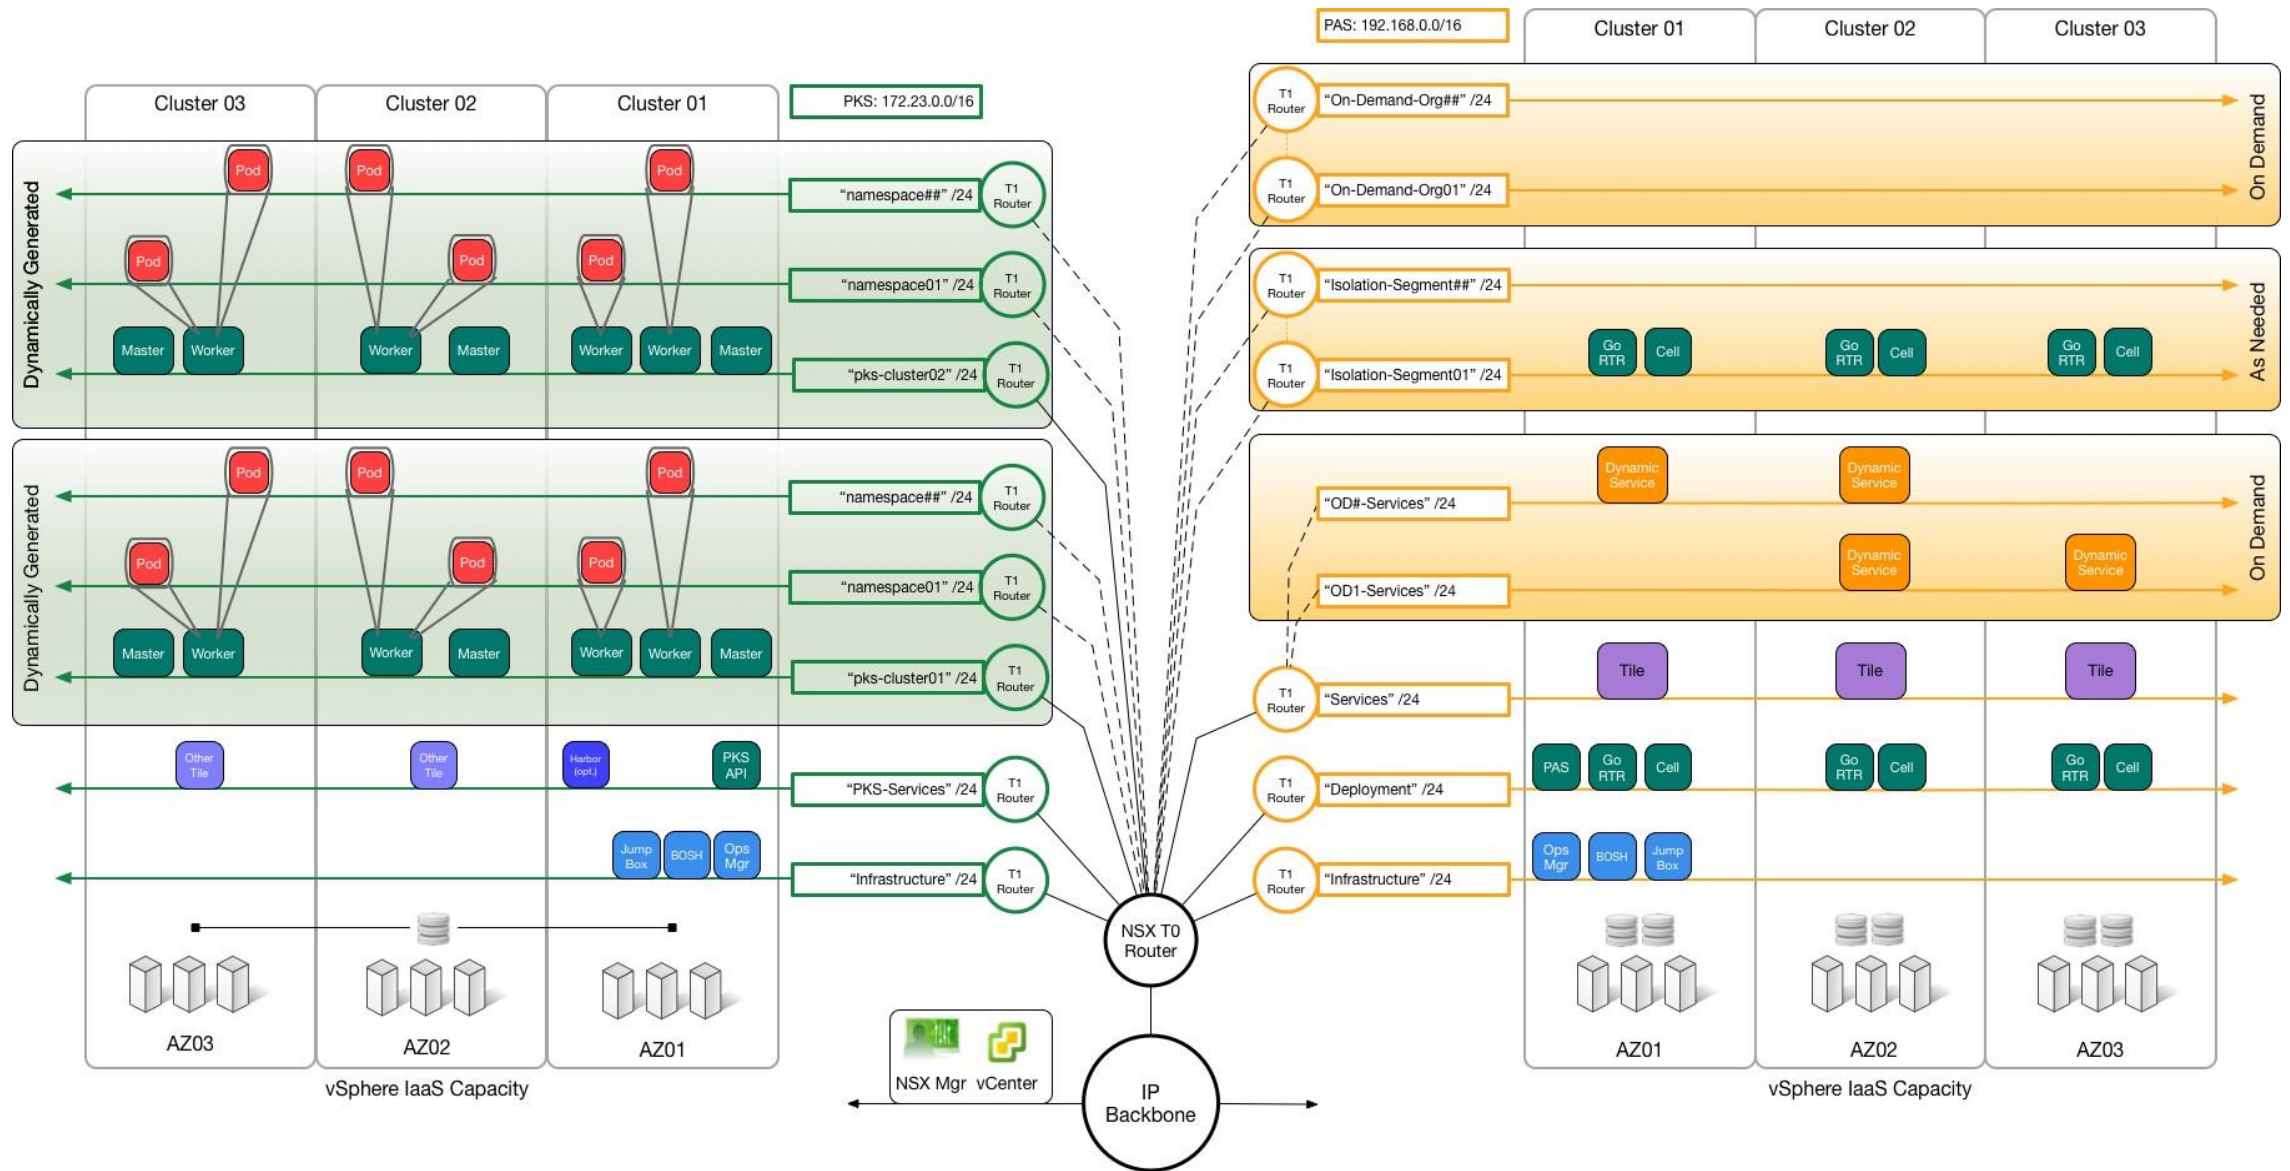 PAS: 192.168.0.0/16
Cluster 01
Cluster 02
Cluster 03
Cluster 03
Cluster 02
Cluster 01
PKS: 172.23.0.0/16
Dynamically Generated
Pod
Pod
Pod
“namespace##” /24
T1
Router
Pod
Pod
Pod
“namespace01” /24
T1
Router
Master
Worker
Worker
Master
Worker
Worker
Master
“pks-cluster02” /24
T1
Router
Dynamically Generated
Pod
Pod
Pod
“namespace##” /24
T1
Router
Pod
Pod
Pod
“namespace01” /24
T1
Router
Master
Worker
Worker
Master
Worker
Worker
Master
“pks-cluster01” /24
T1
Router
Other
Tile
Other
Tile
Harbor
(opt.)
PKS
API
“PKS-Services” /24
T1
Router
Jump
Box
BOSH
Ops
Mgr
“Infrastructure” /24
T1
Router
AZ03
AZ02
AZ01
vSphere IaaS Capacity
T1
Router
“On-Demand-Org##” /24
T1
Router
“On-Demand-Org01” /24
On Demand
T1
Router
“Isolation-Segment##” /24
T1
Router
“Isolation-Segment01” /24
Go
RTR
Cell
Go
RTR
Cell
Go
RTR
Cell
As Needed
“OD#-Services” /24
Dynamic
Service
Dynamic
Service
“OD1-Services” /24
Dynamic
Service
Dynamic
Service
On Demand
T1
Router
“Services” /24
Tile
Tile
Tile
T1
Router
“Deployment” /24
PAS
Go
RTR
Cell
Go
RTR
Cell
Go
RTR
Cell
T1
Router
“Infrastructure” /24
Ops
Mgr
BOSH
Jump
Box
AZ01
AZ02
AZ03
vSphere IaaS Capacity
NSX T0
Router
NSX Mgr
vCenter
IP
Backbone